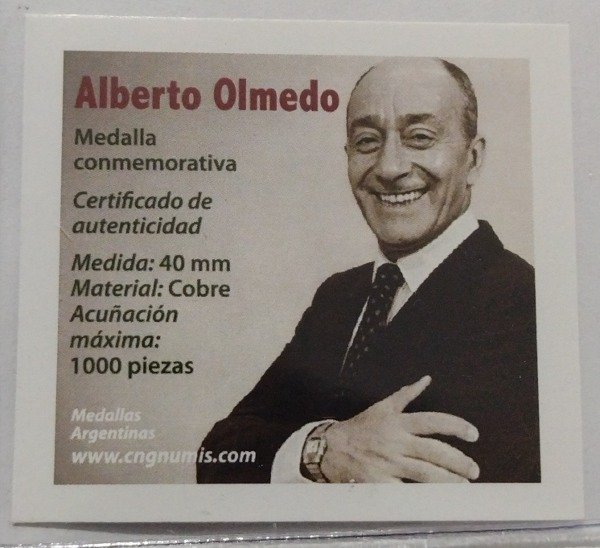 Alberto Olmedo
Medalla
conmemorativa
Certificado de
autenticidad
Medida: 40 mm
Material: Cobre
Acuñación
máxima:
1000 piezas
Medallas
Argentinas
www.cngnumis.com